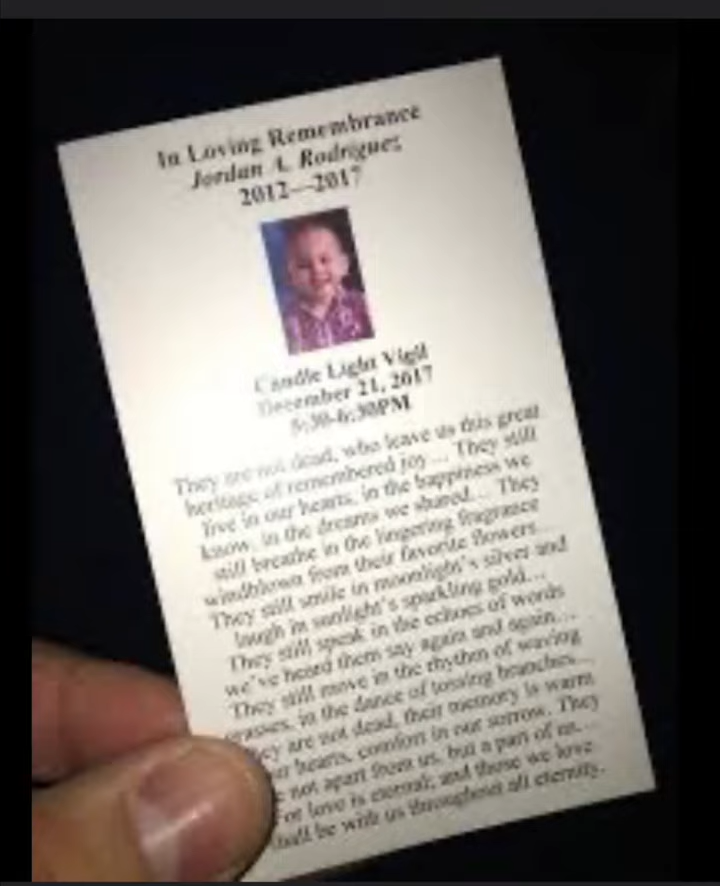 In Loving Remembrance
Jordan A. Rodriguez
2012—2017
Candle Light Vigil
December 21, 2017
5:30-6:30PM
They are not dead, who leave us this great
heritage of remembered joy... They still
live in our hearts, in the happiness we
know, in the dreams we shared... They
still breathe in the lingering fragrance
windblown from their favorite flowers...
They still smile in moonlight's silver and
laugh in sunlight's sparkling gold...
They still speak in the echoes of words
we've heard them say again and again...
They still move in the rhythm of waving
grasses, in the dance of tossing branches...
ey are not dead, their memory is warm
hearts, comfort in our sorrow. They
not apart from us, but a part of us...
or love is eternal; and those we love
hall be with us throughout all eternity.